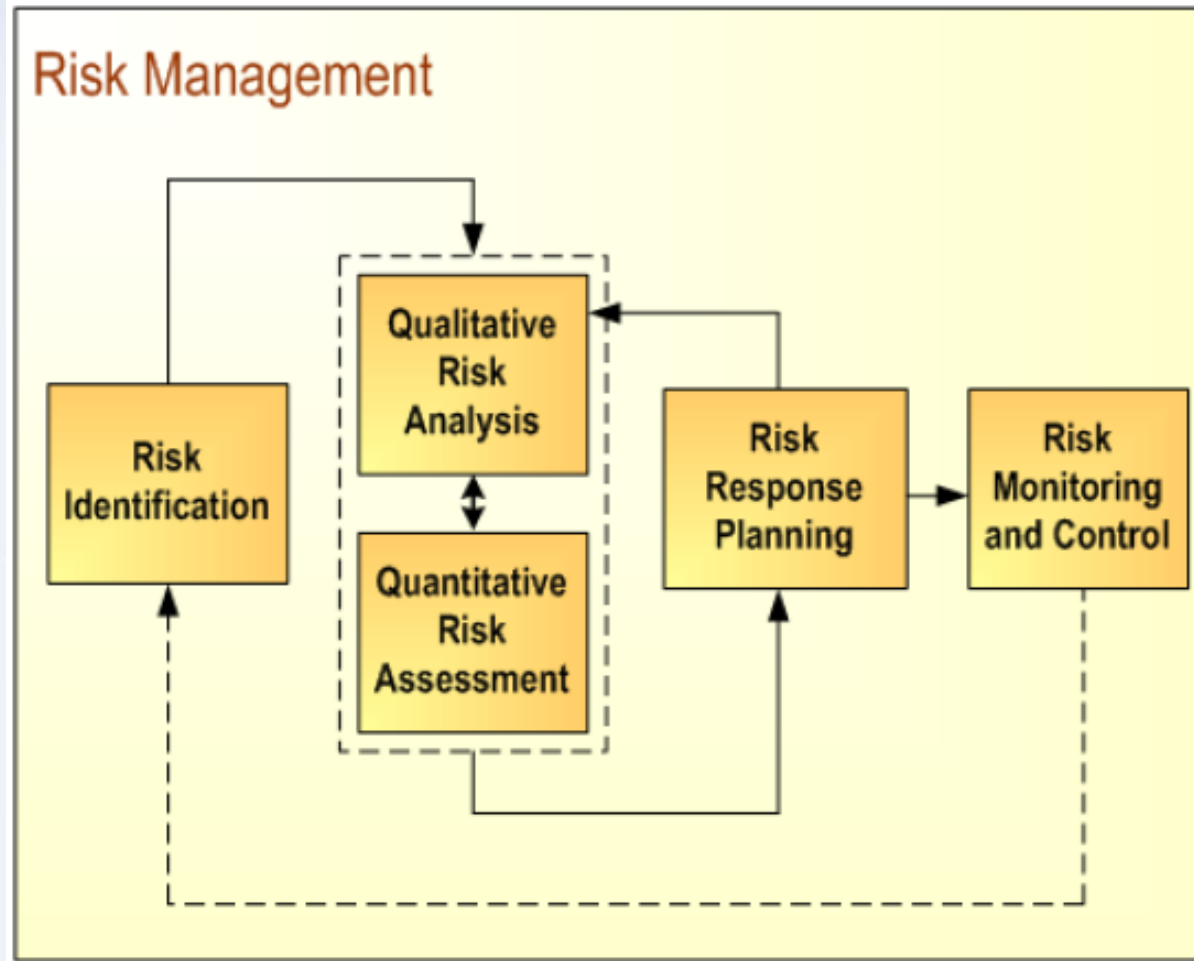 Risk Management
Risk
Identification
Qualitative
Risk
Analysis
Quantitative
Risk
Assessment
Risk
Response
Planning
Risk
Monitoring
and Control